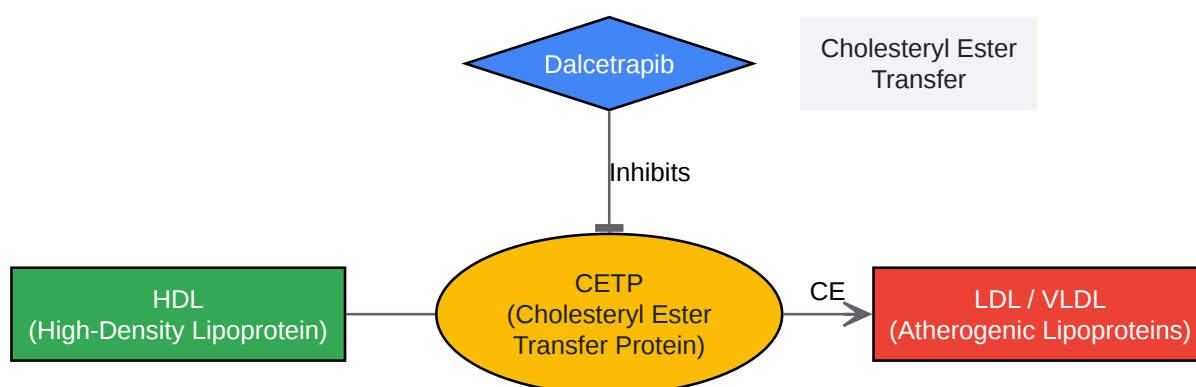 Dalcetrapib
Cholesteryl Ester
Transfer
Inhibits
HDL
(High-Density Lipoprotein)
CETP
(Cholesteryl Ester
Transfer Protein)
CE
LDL / VLDL
(Atherogenic Lipoproteins)